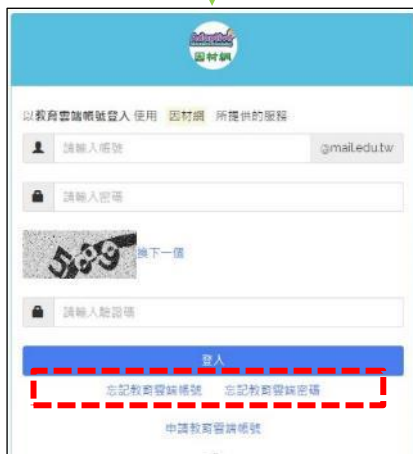 因材網
以教育雲端帳號登入 使用 因材網 所提供的服務
請輸入帳號 @mail.edu.tw
請輸入密碼
5689 換下一個
請輸入驗證碼
登入
忘記教育雲端帳號 忘記教育雲端密碼
申請教育雲端帳號